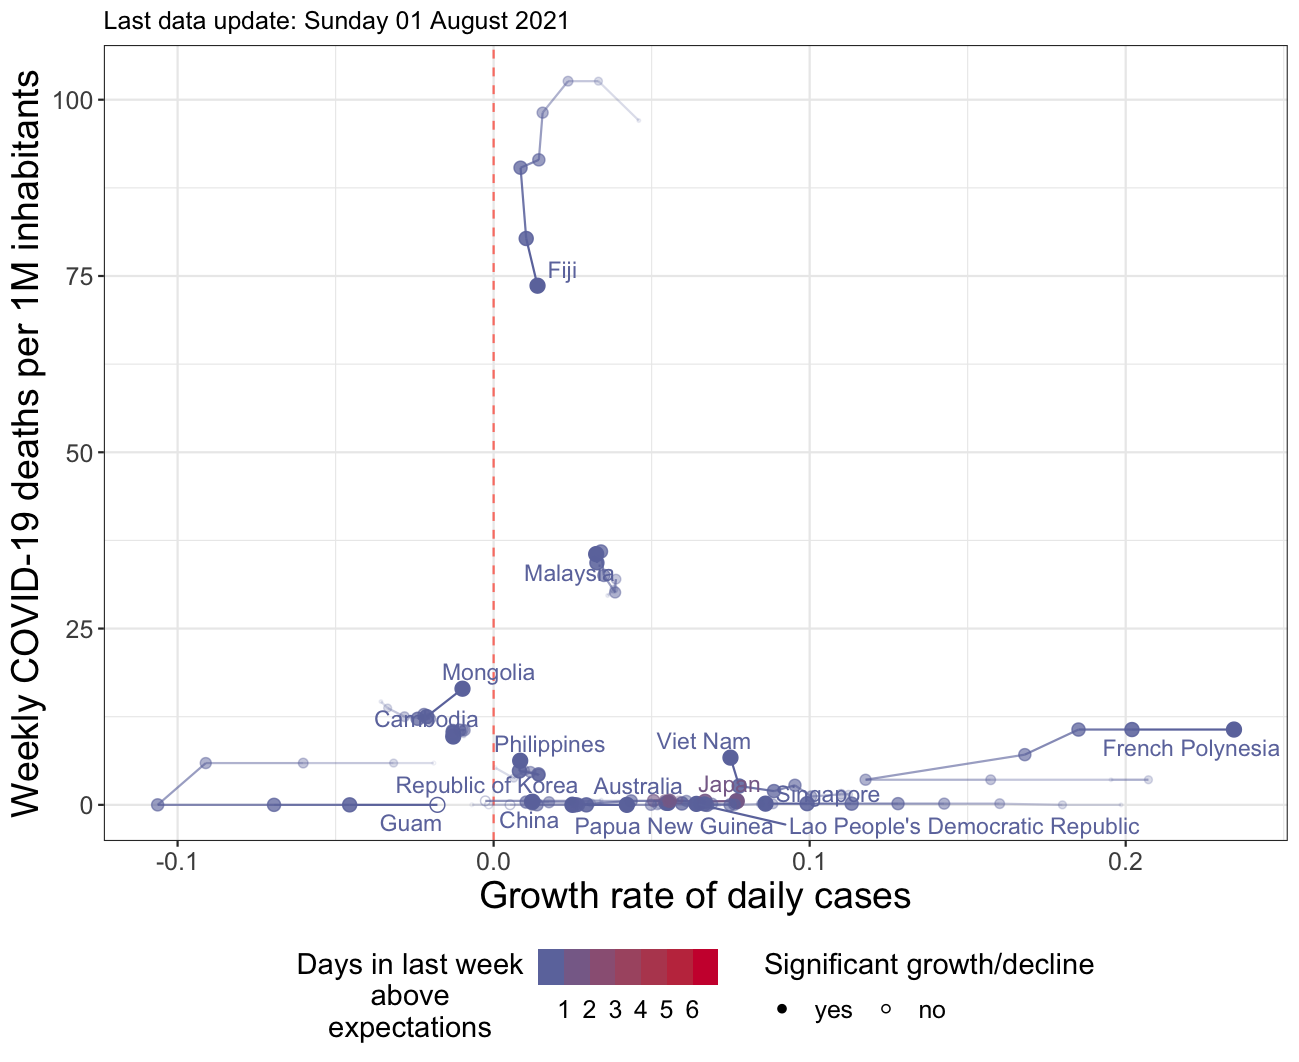 Last data update: Sunday 01 August 2021
Weekly COVID-19 deaths per 1M inhabitants
100
75
50
25
0
Fiji
Malaysia
Mongolia
Cambodia
Philippines
Viet Nam
French Polynesia
Republic of Korea
Australia
Japan
Singapore
Guam
China
Papua New Guinea
Lao People's Democratic Republic
-0.1
0.0
0.1
0.2
Growth rate of daily cases
Days in last week
above
expectations
1 2 3 4 5 6
Significant growth/decline
yes
no